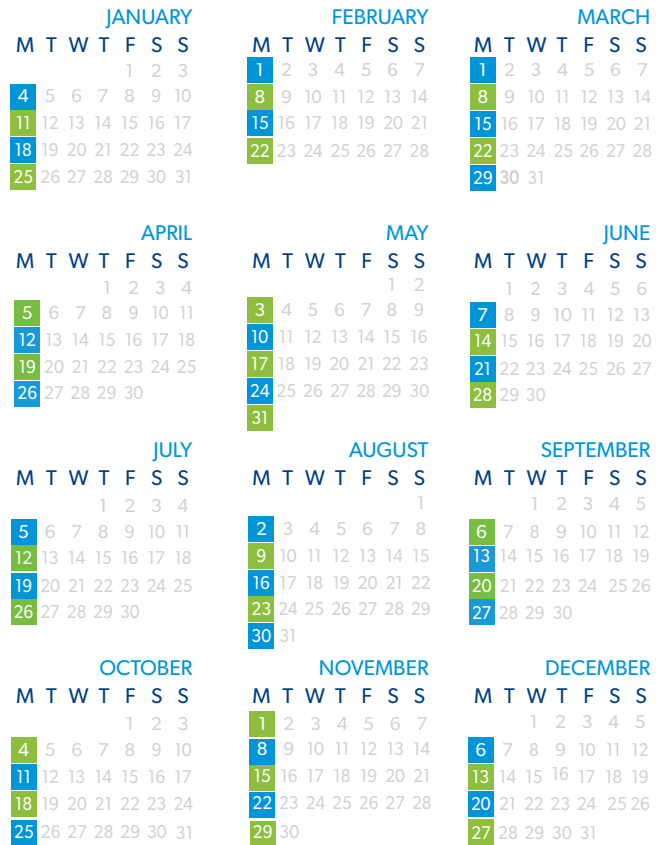 JANUARY
M T W T F S S
1 2 3
4 5 6 7 8 9 10
11 12 13 14 15 16 17
18 19 20 21 22 23 24
25 26 27 28 29 30 31
FEBRUARY
M T W T F S S
1 2 3 4 5 6 7
8 9 10 11 12 13 14
15 16 17 18 19 20 21
22 23 24 25 26 27 28
MARCH
M T W T F S S
1 2 3 4 5 6 7
8 9 10 11 12 13 14
15 16 17 18 19 20 21
22 23 24 25 26 27 28
29 30 31
APRIL
M T W T F S S
1 2 3 4
5 6 7 8 9 10 11
12 13 14 15 16 17 18
19 20 21 22 23 24 25
26 27 28 29 30
MAY
M T W T F S S
1 2
3 4 5 6 7 8 9
10 11 12 13 14 15 16
17 18 19 20 21 22 23
24 25 26 27 28 29 30
31
JUNE
M T W T F S S
1 2 3 4 5 6
7 8 9 10 11 12 13
14 15 16 17 18 19 20
21 22 23 24 25 26 27
28 29 30
JULY
M T W T F S S
1 2 3 4
5 6 7 8 9 10 11
12 13 14 15 16 17 18
19 20 21 22 23 24 25
26 27 28 29 30
AUGUST
M T W T F S S
1
2 3 4 5 6 7 8
9 10 11 12 13 14 15
16 17 18 19 20 21 22
23 24 25 26 27 28 29
30 31
SEPTEMBER
M T W T F S S
1 2 3 4 5
6 7 8 9 10 11 12
13 14 15 16 17 18 19
20 21 22 23 24 25 26
27 28 29 30
OCTOBER
M T W T F S S
1 2 3
4 5 6 7 8 9 10
11 12 13 14 15 16 17
18 19 20 21 22 23 24
25 26 27 28 29 30 31
NOVEMBER
M T W T F S S
1 2 3 4 5 6 7
8 9 10 11 12 13 14
15 16 17 18 19 20 21
22 23 24 25 26 27 28
29 30
DECEMBER
M T W T F S S
1 2 3 4 5
6 7 8 9 10 11 12
13 14 15 16 17 18 19
20 21 22 23 24 25 26
27 28 29 30 31